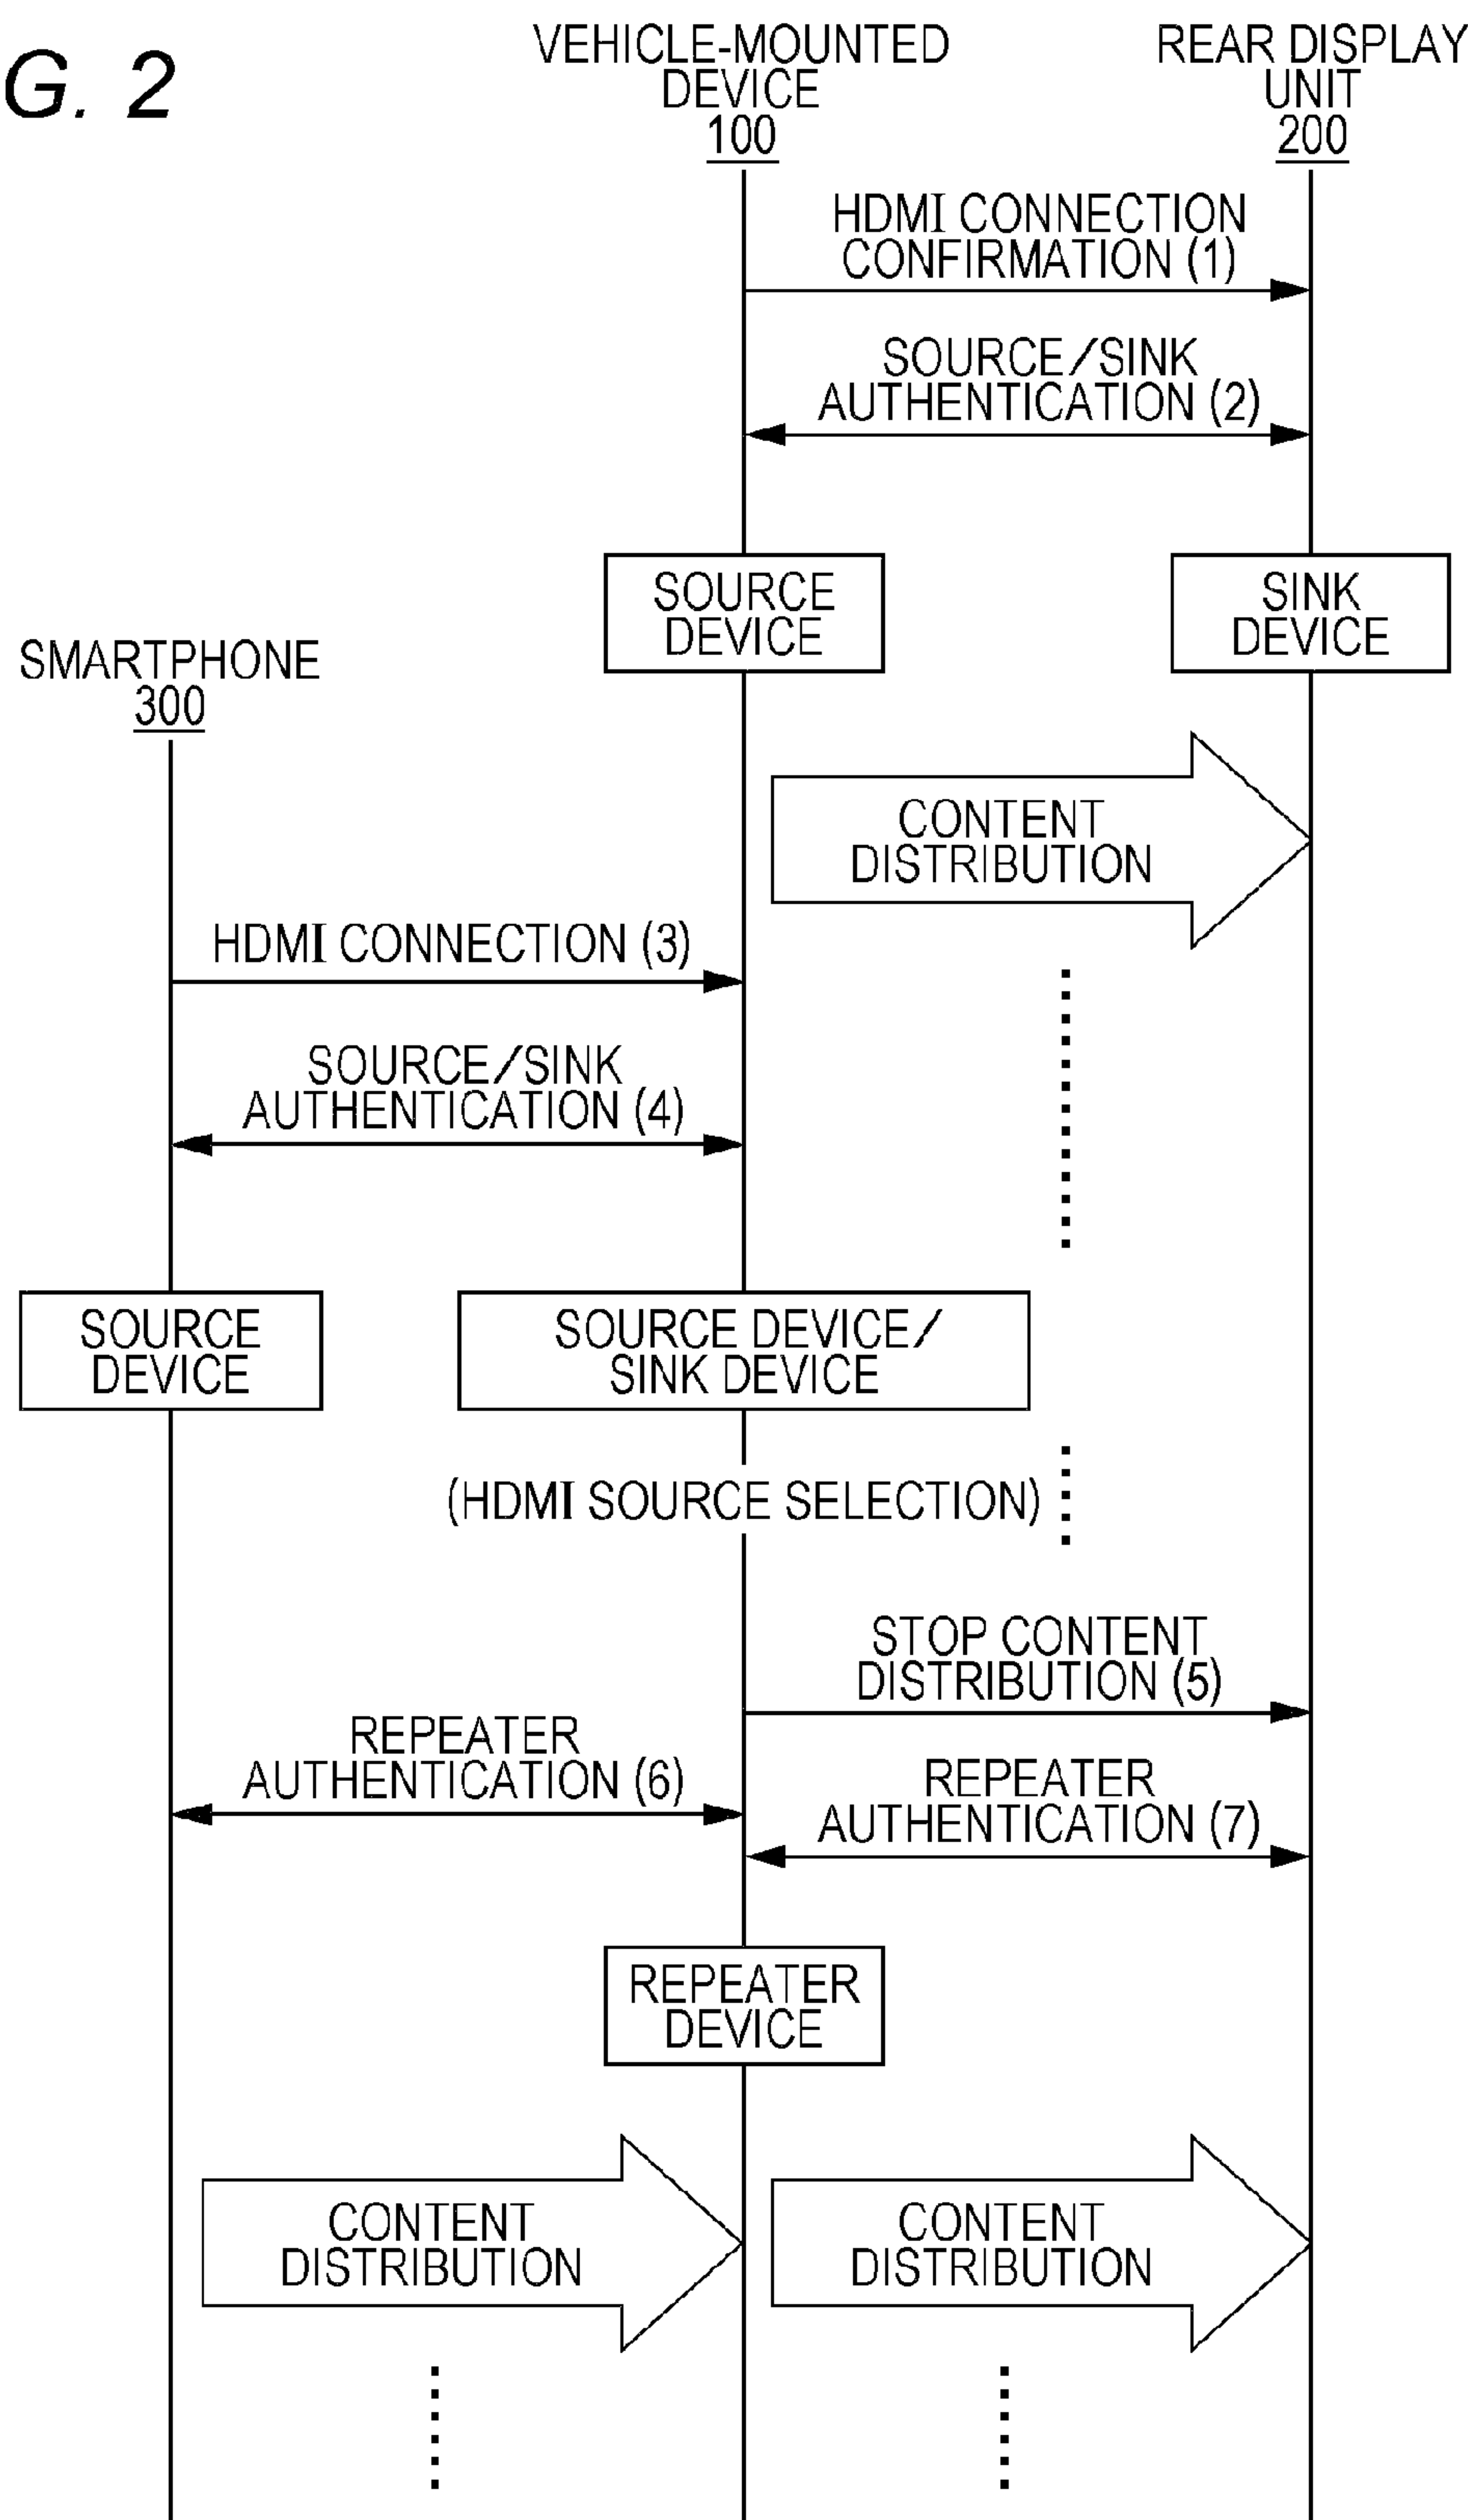 G. 2
VEHICLE-MOUNTED
DEVICE
100
REAR DISPLAY
UNIT
200
HDMI CONNECTION
CONFIRMATION (1)
SOURCE/SINK
AUTHENTICATION (2)
SOURCE
DEVICE
SINK
DEVICE
SMARTPHONE
300
CONTENT
DISTRIBUTION
HDMI CONNECTION (3)
SOURCE/SINK
AUTHENTICATION (4)
SOURCE
DEVICE
SOURCE DEVICE/
SINK DEVICE
(HDMI SOURCE SELECTION)
STOP CONTENT
DISTRIBUTION (5)
REPEATER
AUTHENTICATION (6)
REPEATER
AUTHENTICATION (7)
REPEATER
DEVICE
CONTENT
DISTRIBUTION
CONTENT
DISTRIBUTION